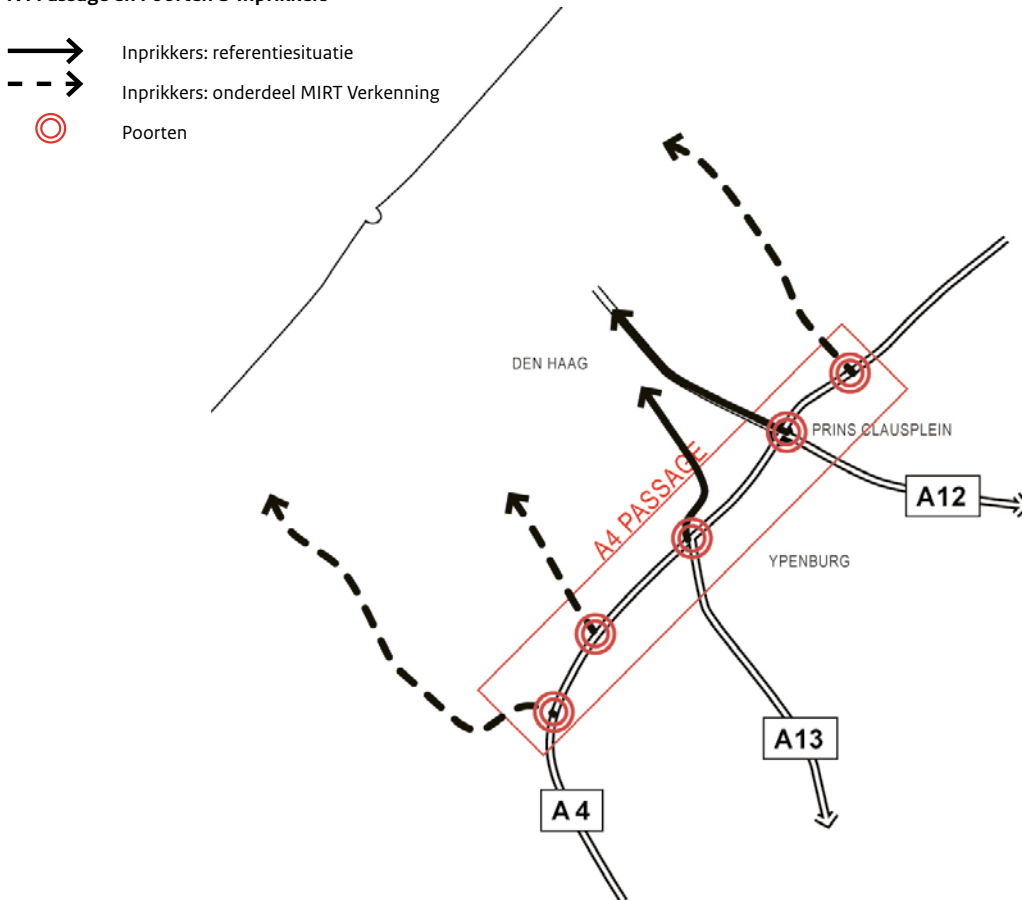 Inprikkers: referentiesituatie
Inprikkers: onderdeel MIRT Verkenning
Poorten
DEN HAAG
PRINS CLAUSPLEIN
A4 PASSAGE
A12
YPENBURG
A13
A4